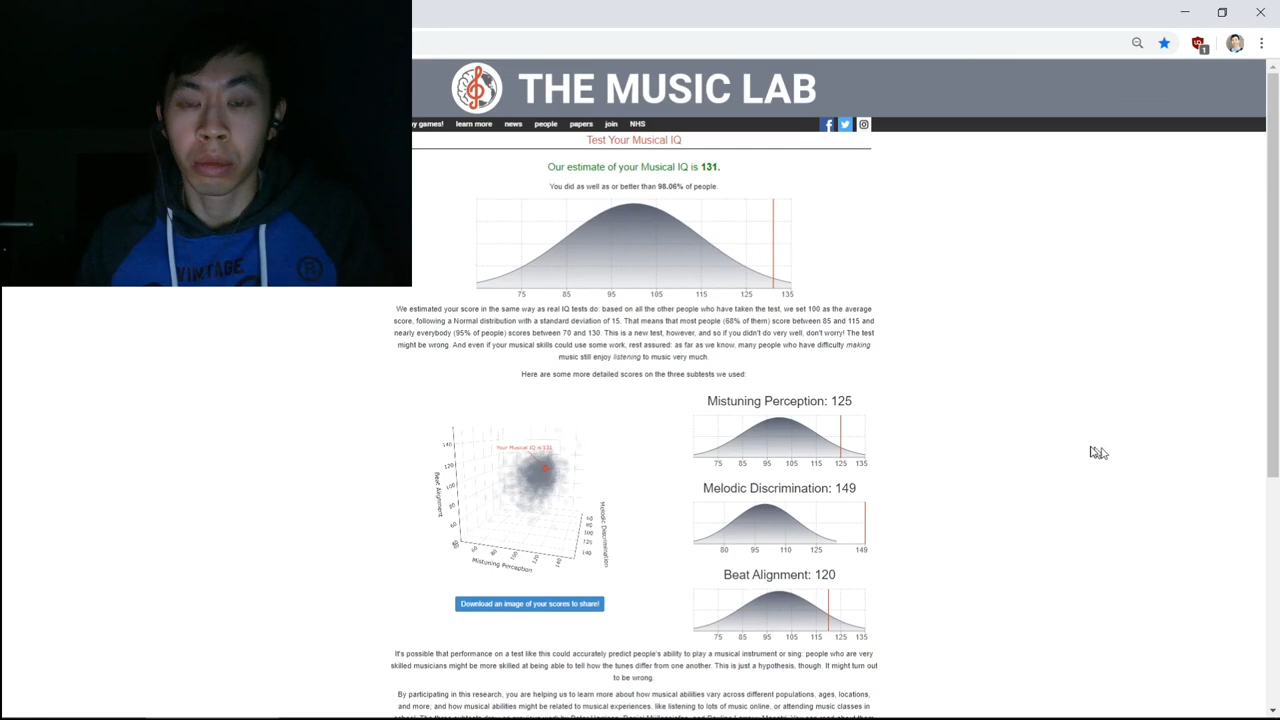 1
THE MUSIC LAB
y games! learn more news people papers join NHS
Test Your Musical IQ
Our estimate of your Musical IQ is 131.
You did as well as or better than 98.06% of people.
75 85 95 105 115 125 135
We estimated your score in the same way as real IQ tests do: based on all the other people who have taken the test, we set 100 as the average
score, following a Normal distribution with a standard deviation of 15. That means that most people (68% of them) score between 85 and 115 and
nearly everybody (95% of people) scores between 70 and 130. This is a new test, however, and so if you didn't do very well, don't worry! The test
might be wrong. And even if your musical skills could use some work, rest assured: as far as we know, many people who have difficulty making
music still enjoy listening to music very much.
Here are some more detailed scores on the three subtests we used:
Mistuning Perception: 125
75 85 95 105 115 125 135
Your Musical IQ is 131
Beat Alignment
Mistuning Perception
Melodic Discrimination
Melodic Discrimination: 149
80 95 110 125 149
Beat Alignment: 120
75 85 95 105 115 125 135
Download an image of your scores to share!
VINTAGE
R
It's possible that performance on a test like this could accurately predict people's ability to play a musical instrument or sing: people who are very
skilled musicians might be more skilled at being able to tell how the tunes differ from one another. This is just a hypothesis, though. It might turn out
to be wrong.
By participating in this research, you are helping us to learn more about how musical abilities vary across different populations, ages, locations,
and more, and how musical abilities might be related to musical experiences, like listening to lots of music online, or attending music classes in